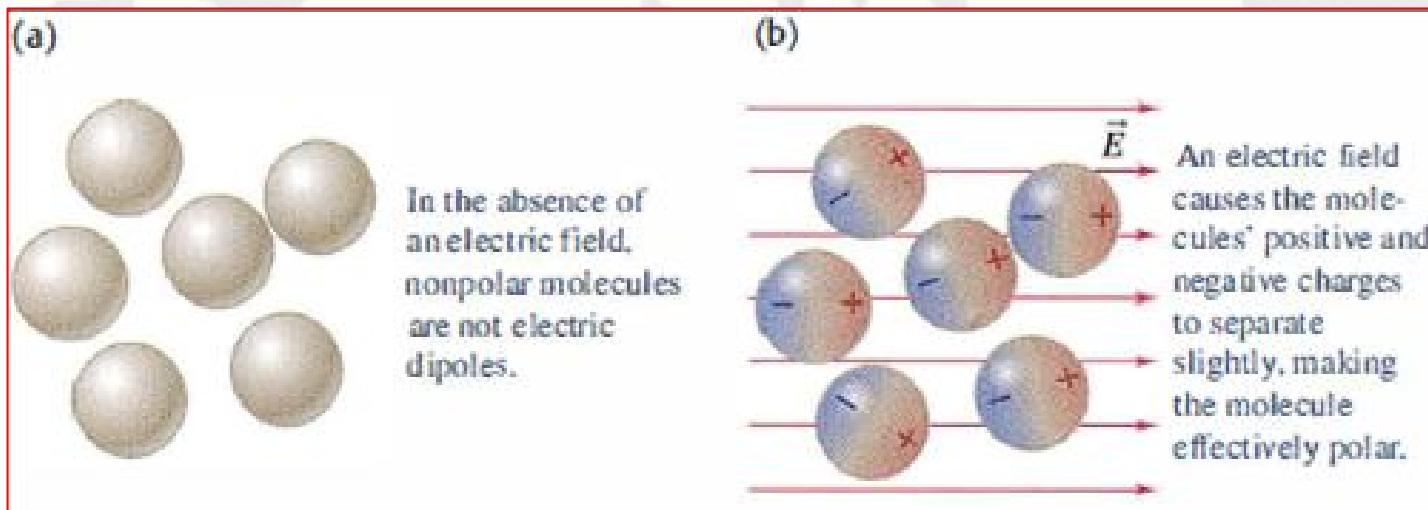 (a)
In the absence of
an electric field,
nonpolar molecules
are not electric
dipoles.
(b)
E
An electric field
causes the mole-
cules' positive and
negative charges
to separate
slightly, making
the molecule
effectively polar.